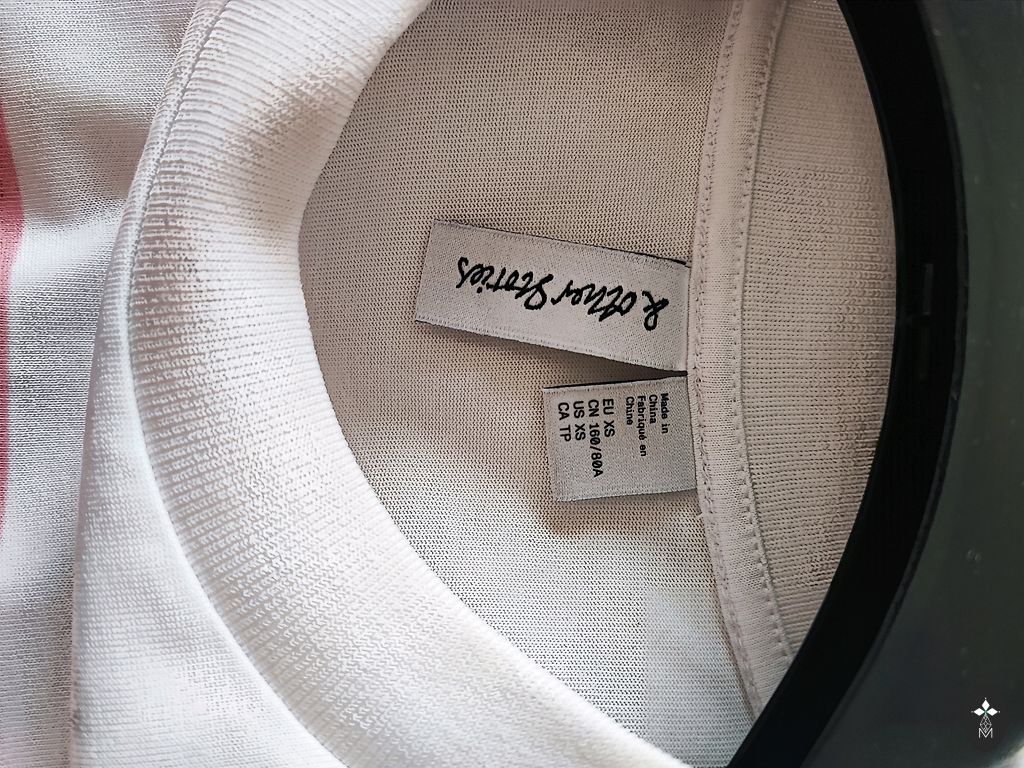 & Other Stories
Made in
China
Fabriqué en
Chine
EU XS
CN 160/80A
US XS
CA TP